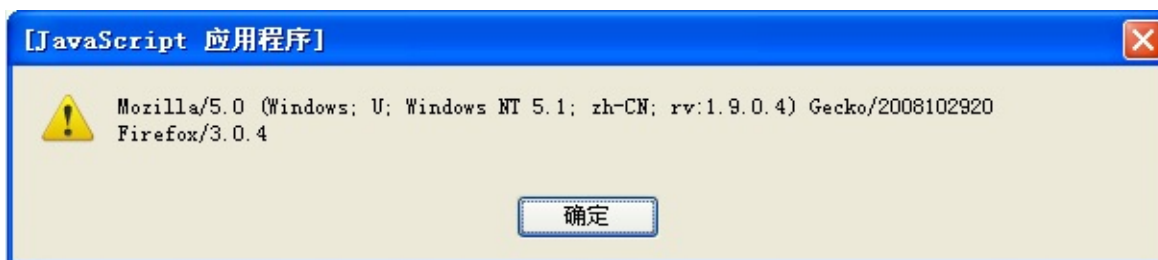 [JavaScript 应用程序]
Mozilla/5.0 (Windows; U; Windows NT 5.1; zh-CN; rv:1.9.0.4) Gecko/2008102920
Firefox/3.0.4
确定